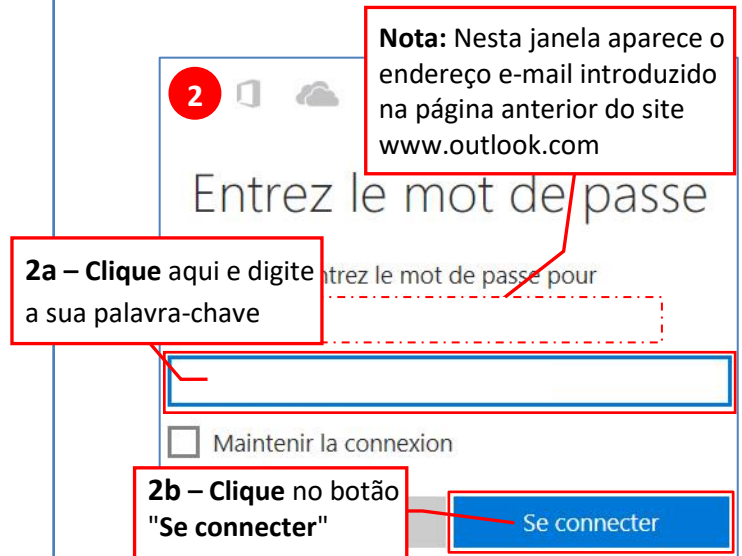 Nota: Nesta janela aparece o
endereço e-mail introduzido
na página anterior do site
www.outlook.com
2
Entrez le mot de passe
2a – Clique aqui e digite
a sua palavra-chave
trez le mot de passe pour
Maintenir la connexion
2b – Clique no botão
"Se connecter"
Se connecter